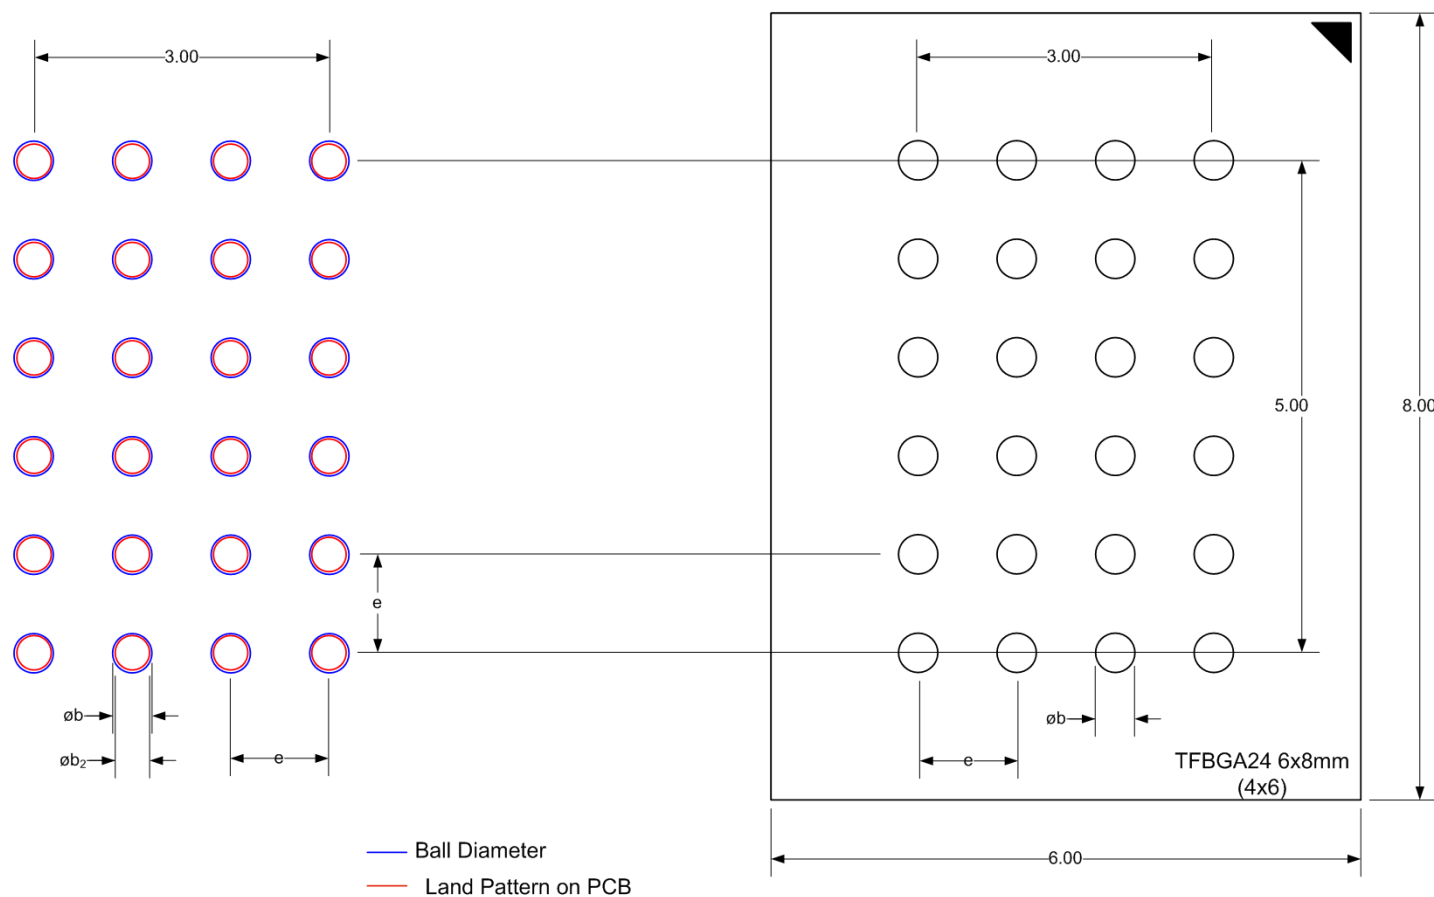 3.00
3.00
5.00
8.00
e
øb
øb₂
e
øb
e
TFBGA24 6x8mm
(4x6)
6.00
Ball Diameter
Land Pattern on PCB